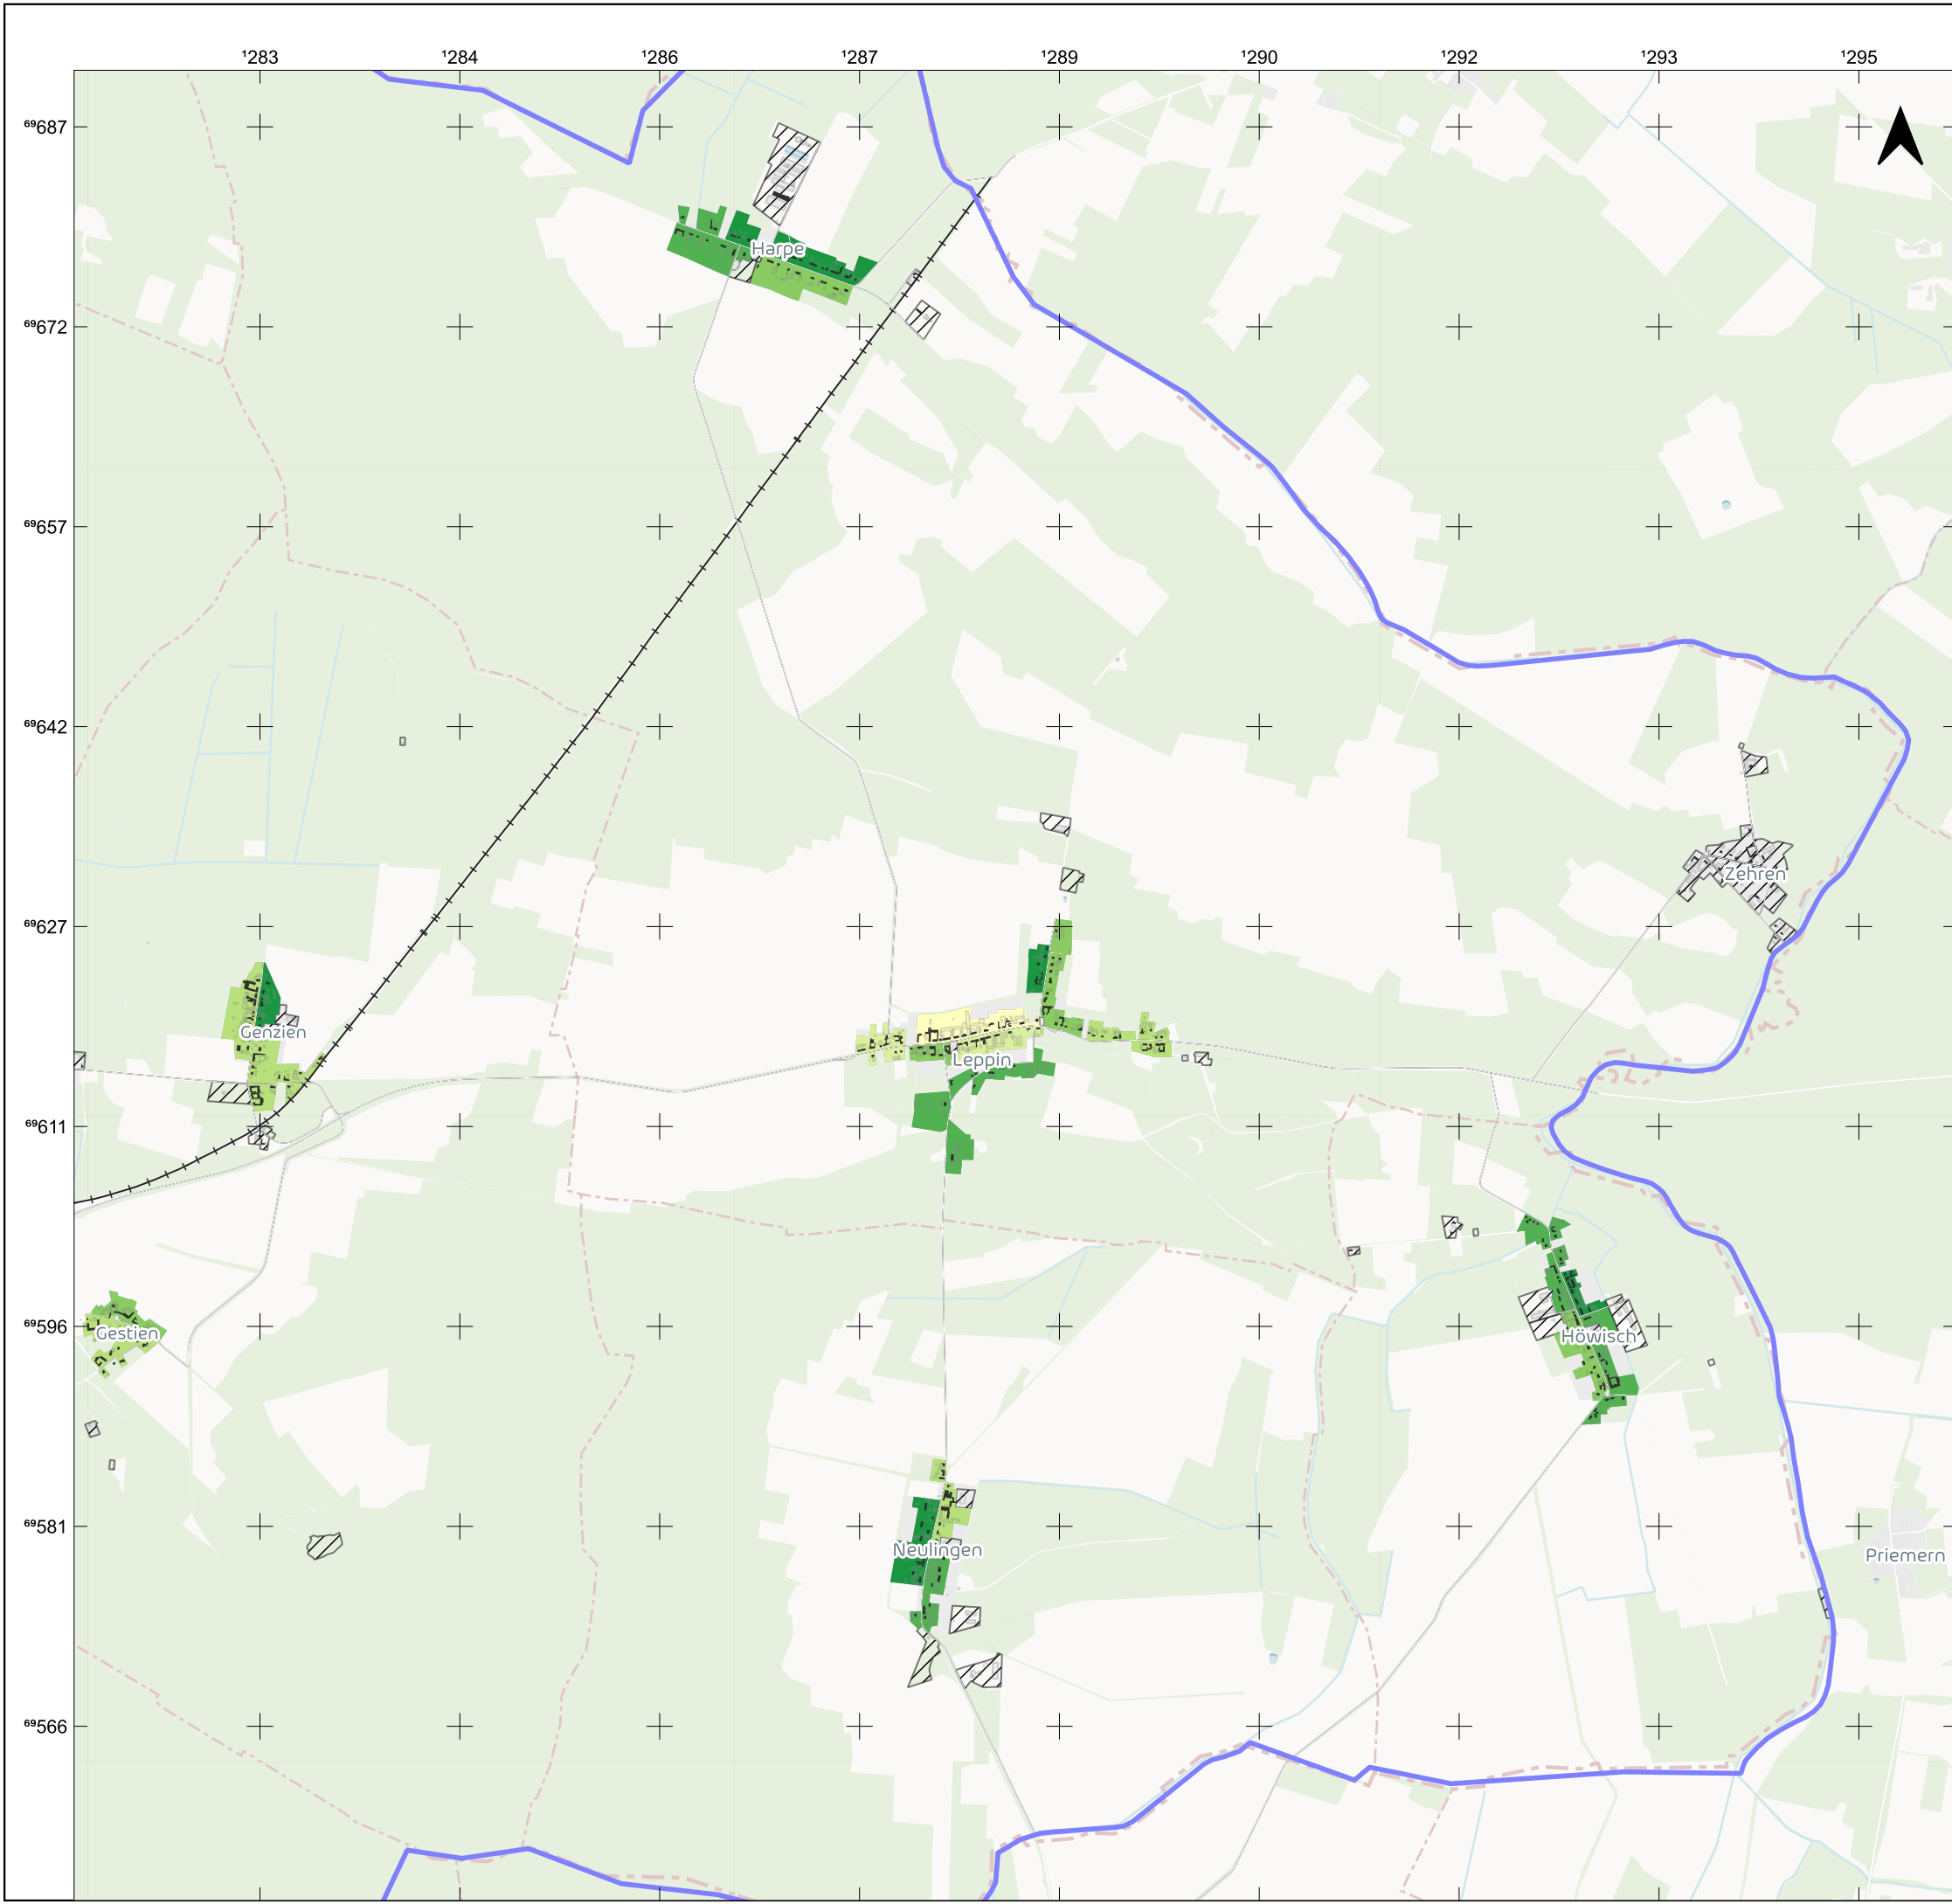 ¹283 ¹284 ¹286 ¹287 ¹289 ¹290 ¹292 ¹293 ¹295
⁶⁹687
Harpe
⁶⁹672
⁶⁹657
⁶⁹642
Zehren
⁶⁹627
Genzien
Leppin
⁶⁹611
⁶⁹596
Gestien
Höwisch
⁶⁹581
Neulingen
Priemern
⁶⁹566